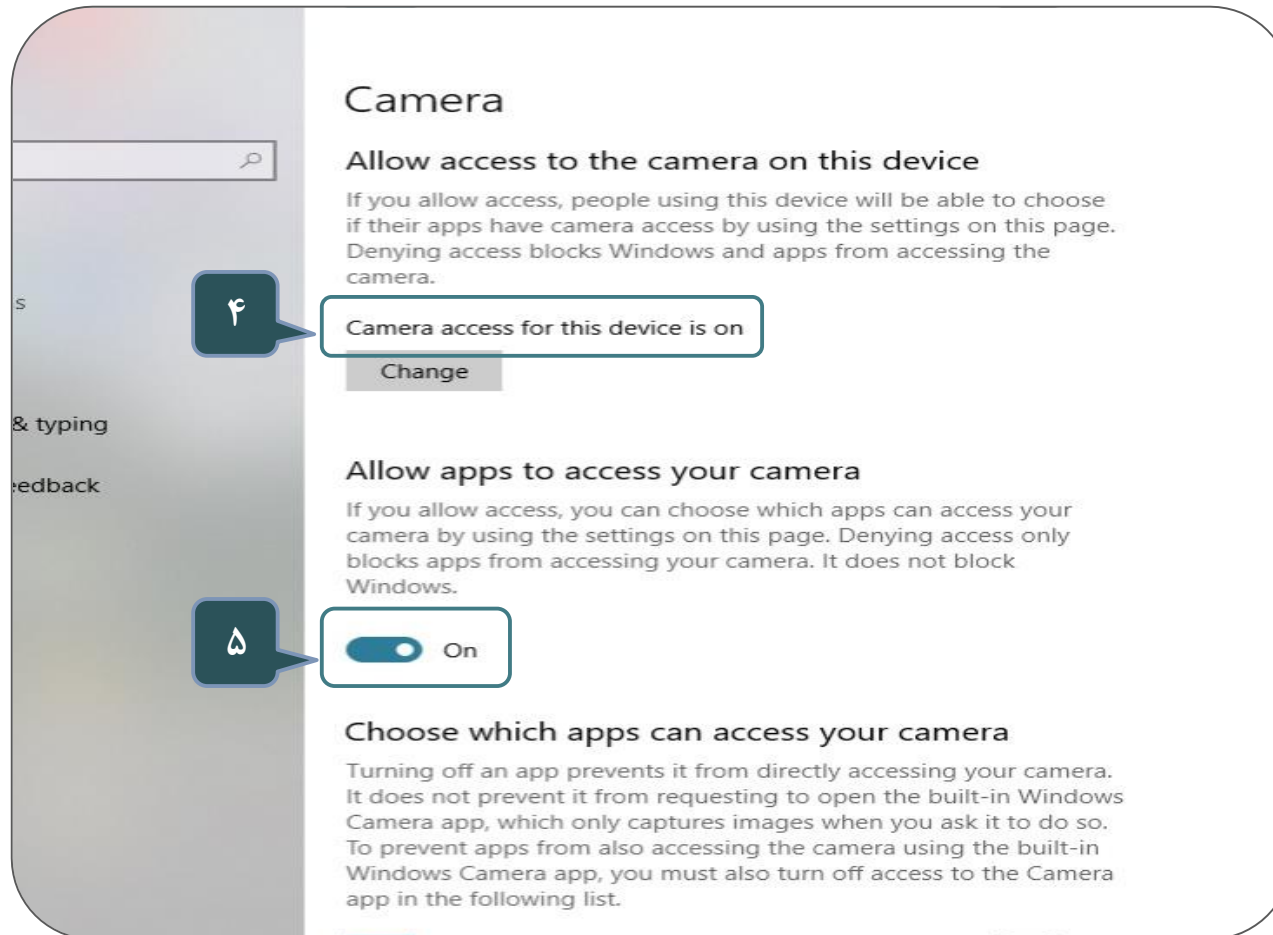 Camera
Allow access to the camera on this device
If you allow access, people using this device will be able to choose
if their apps have camera access by using the settings on this page.
Denying access blocks Windows and apps from accessing the
camera.
s
۴
Camera access for this device is on
Change
& typing
Allow apps to access your camera
eedback
If you allow access, you can choose which apps can access your
camera by using the settings on this page. Denying access only
blocks apps from accessing your camera. It does not block
Windows.
۵
On
Choose which apps can access your camera
Turning off an app prevents it from directly accessing your camera.
It does not prevent it from requesting to open the built-in Windows
Camera app, which only captures images when you ask it to do so.
To prevent apps from also accessing the camera using the built-in
Windows Camera app, you must also turn off access to the Camera
app in the following list.